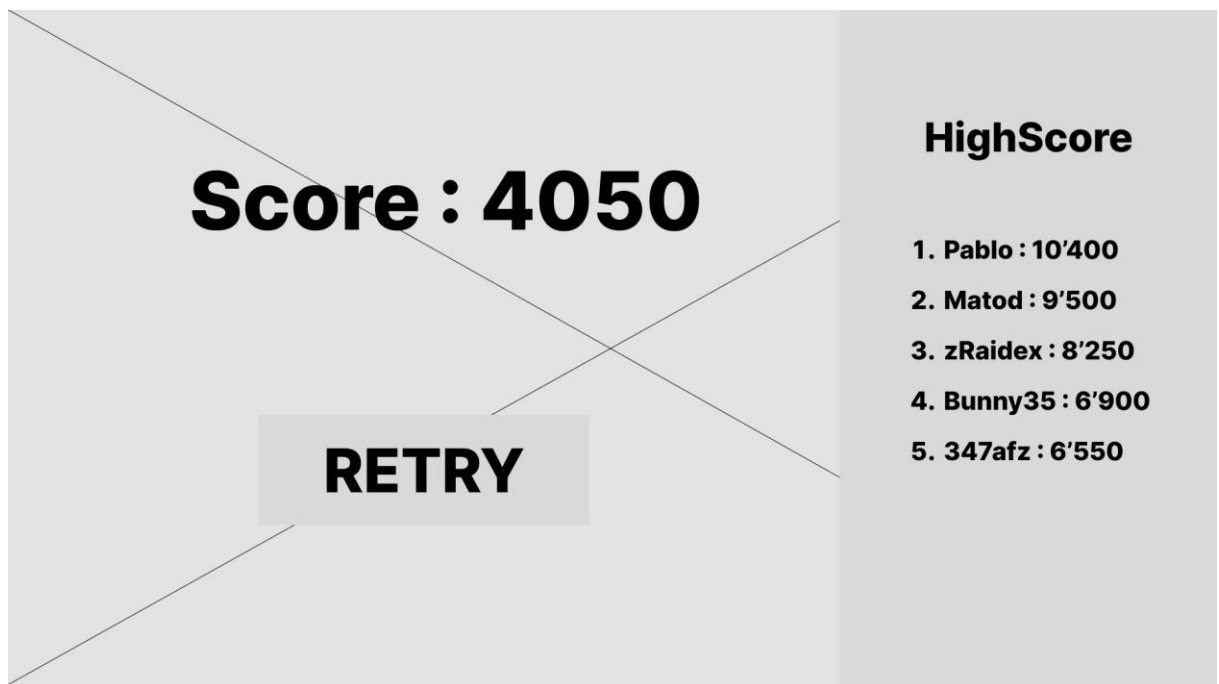 Score : 4050
RETRY
HighScore
1. Pablo : 10’400
2. Matod : 9’500
3. zRaidex : 8’250
4. Bunny35 : 6’900
5. 347afz : 6’550